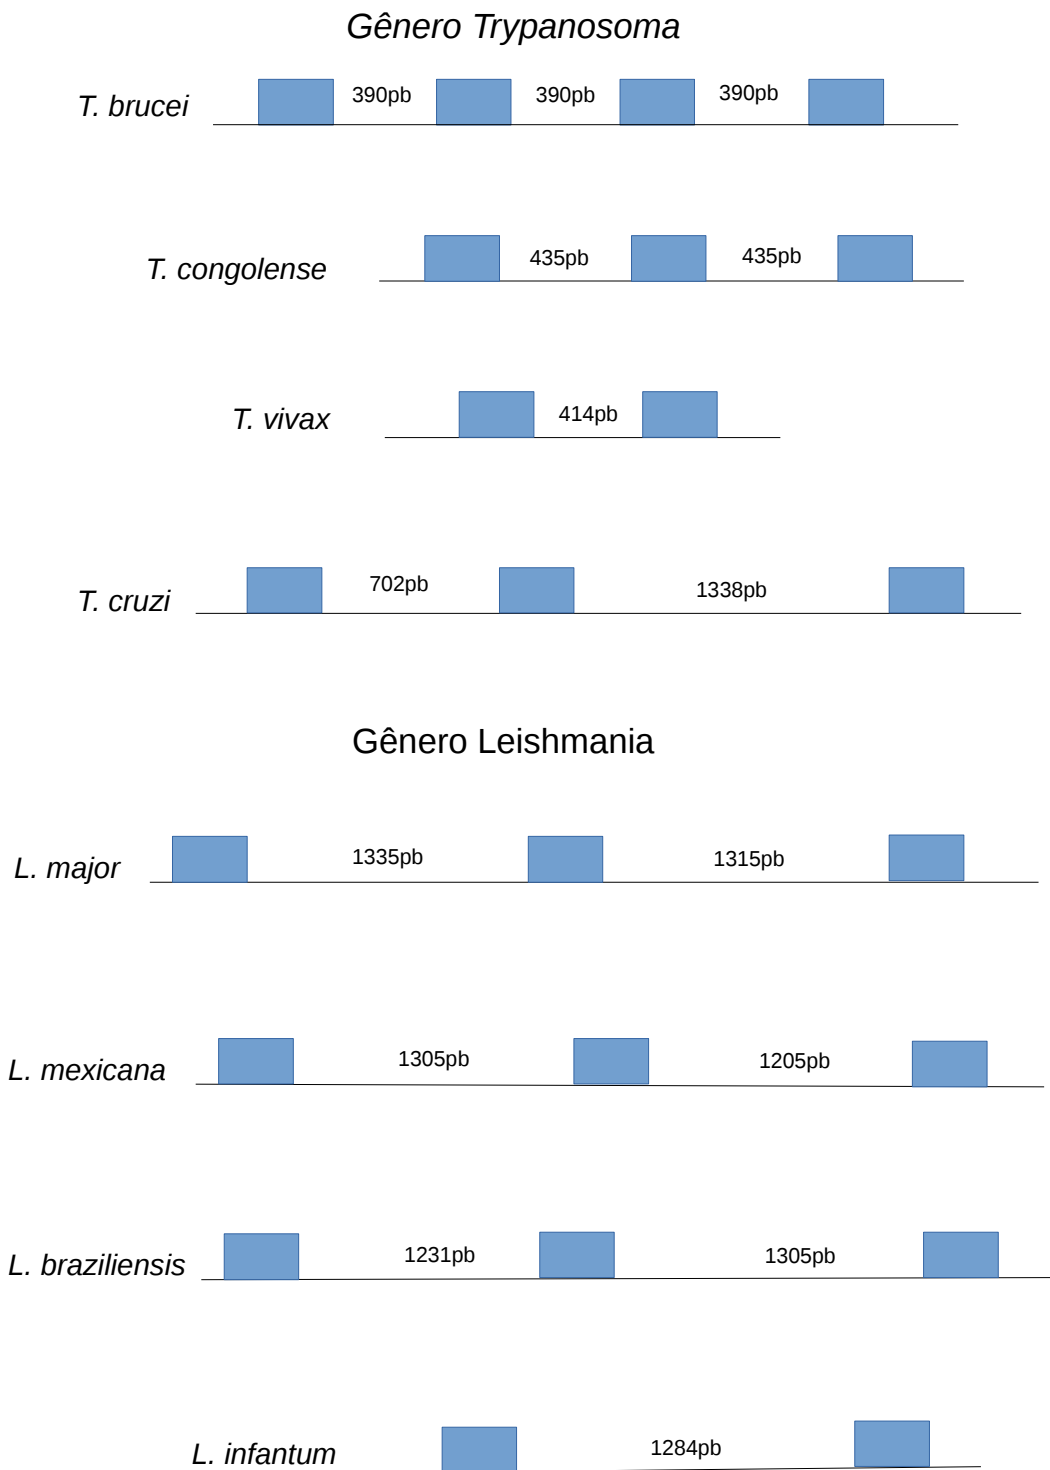 Gênero Trypanosoma
T. brucei 390pb 390pb 390pb
T. congolense 435pb 435pb
T. vivax 414pb
T. cruzi 702pb 1338pb
Gênero Leishmania
L. major 1335pb 1315pb
L. mexicana 1305pb 1205pb
L. braziliensis 1231pb 1305pb
L. infantum 1284pb